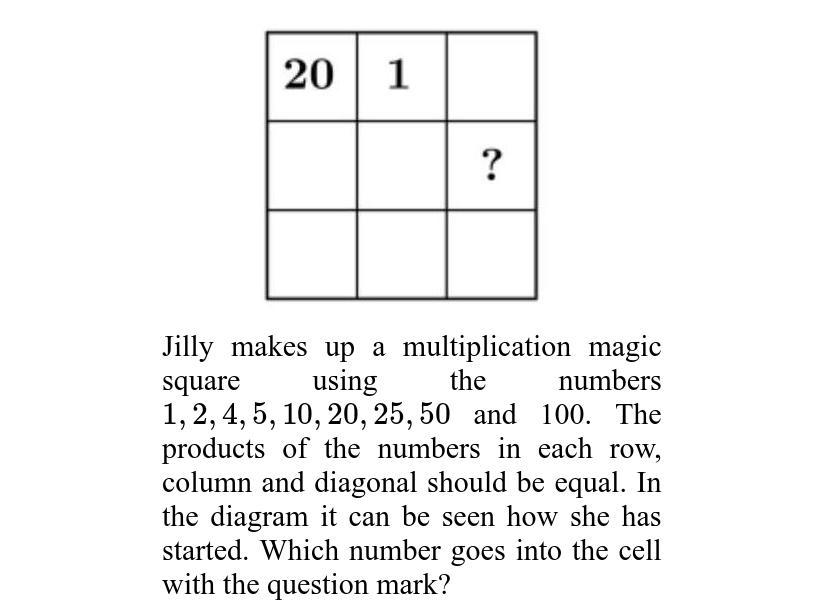 20 1
?
Jilly makes up a multiplication magic
square using the numbers
1, 2, 4, 5, 10, 20, 25, 50 and 100. The
products of the numbers in each row,
column and diagonal should be equal. In
the diagram it can be seen how she has
started. Which number goes into the cell
with the question mark?